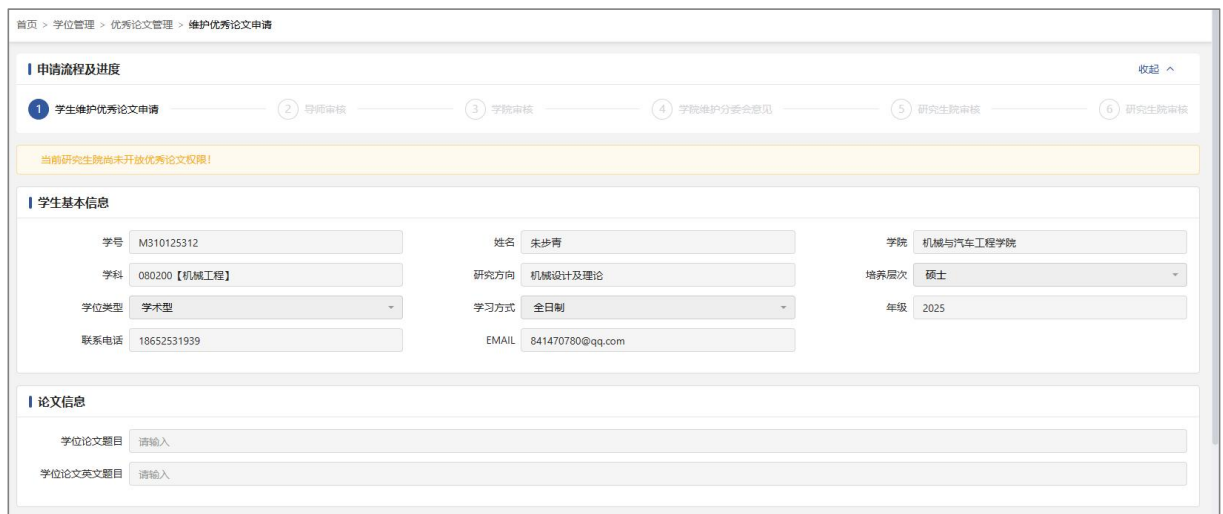 首页 > 学位管理 > 优秀论文管理 > 维护优秀论文申请
申请流程及进度 收起
1 学生维护优秀论文申请 2 导师审核 3 学院审核 4 学院维护分委会意见 5 研究生院审核 6 研究生院审核
当前研究生院尚未开放优秀论文权限！
学生基本信息
学号 M310125312 姓名 朱步青 学院 机械与汽车工程学院
学科 080200【机械工程】 研究方向 机械设计及理论 培养层次 硕士
学位类型 学术型 学习方式 全日制 年级 2025
联系电话 18652531939 EMAIL 841470780@qq.com
论文信息
学位论文题目 请输入
学位论文英文题目 请输入